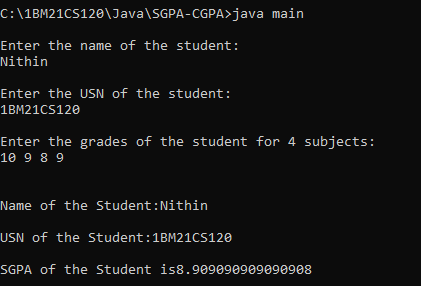 C:\1BM21CS120\Java\SGPA-CGPA>java main
Enter the name of the student:
Nithin
Enter the USN of the student:
1BM21CS120
Enter the grades of the student for 4 subjects:
10 9 8 9
Name of the Student:Nithin
USN of the Student:1BM21CS120
SGPA of the Student is8.909090909090908